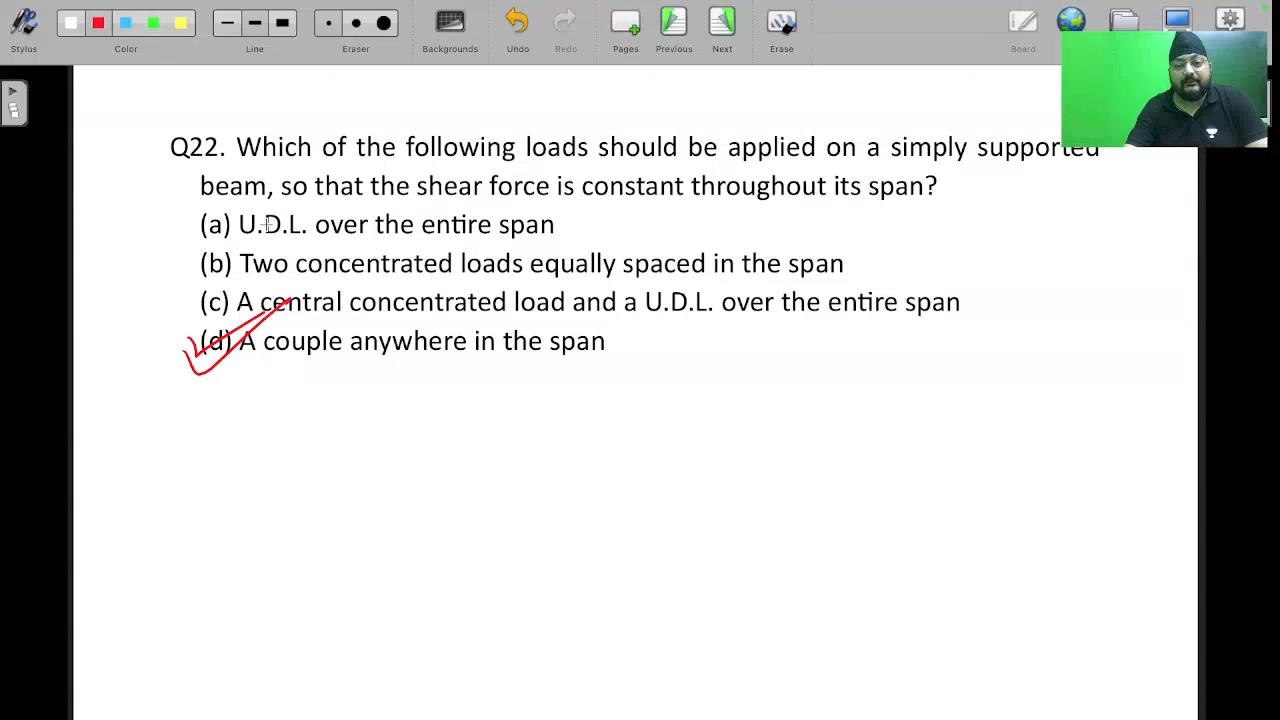 Stylus
Color
Line
Eraser
Backgrounds
Undo
Redo
Pages
Previous
Next
Erase
Board
Q22. Which of the following loads should be applied on a simply supported
beam, so that the shear force is constant throughout its span?
(a) U.D.L. over the entire span
(b) Two concentrated loads equally spaced in the span
(c) A central concentrated load and a U.D.L. over the entire span
(d) A couple anywhere in the span